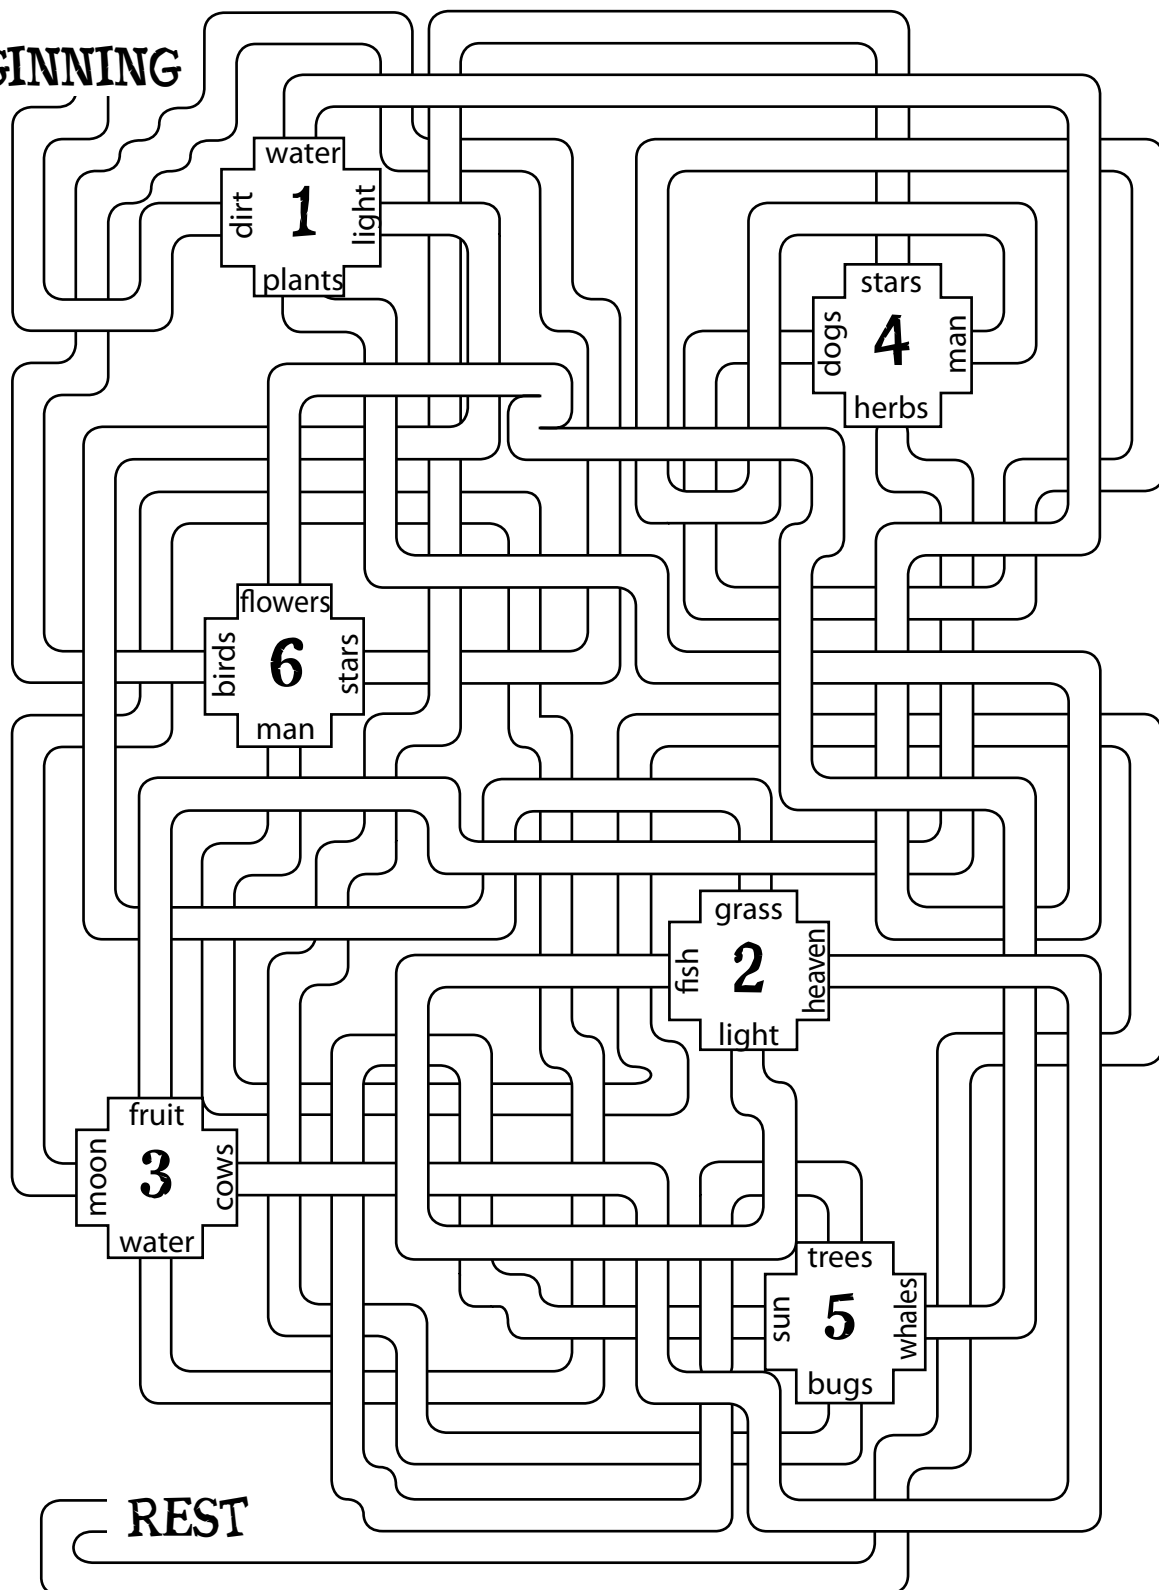 GINNING
water
dirt 1 light
plants
stars
dogs 4 man
herbs
flowers
birds 6 stars
man
grass
fish 2 heaven
light
fruit
moon 3 cows
water
trees
sun 5 whales
bugs
REST